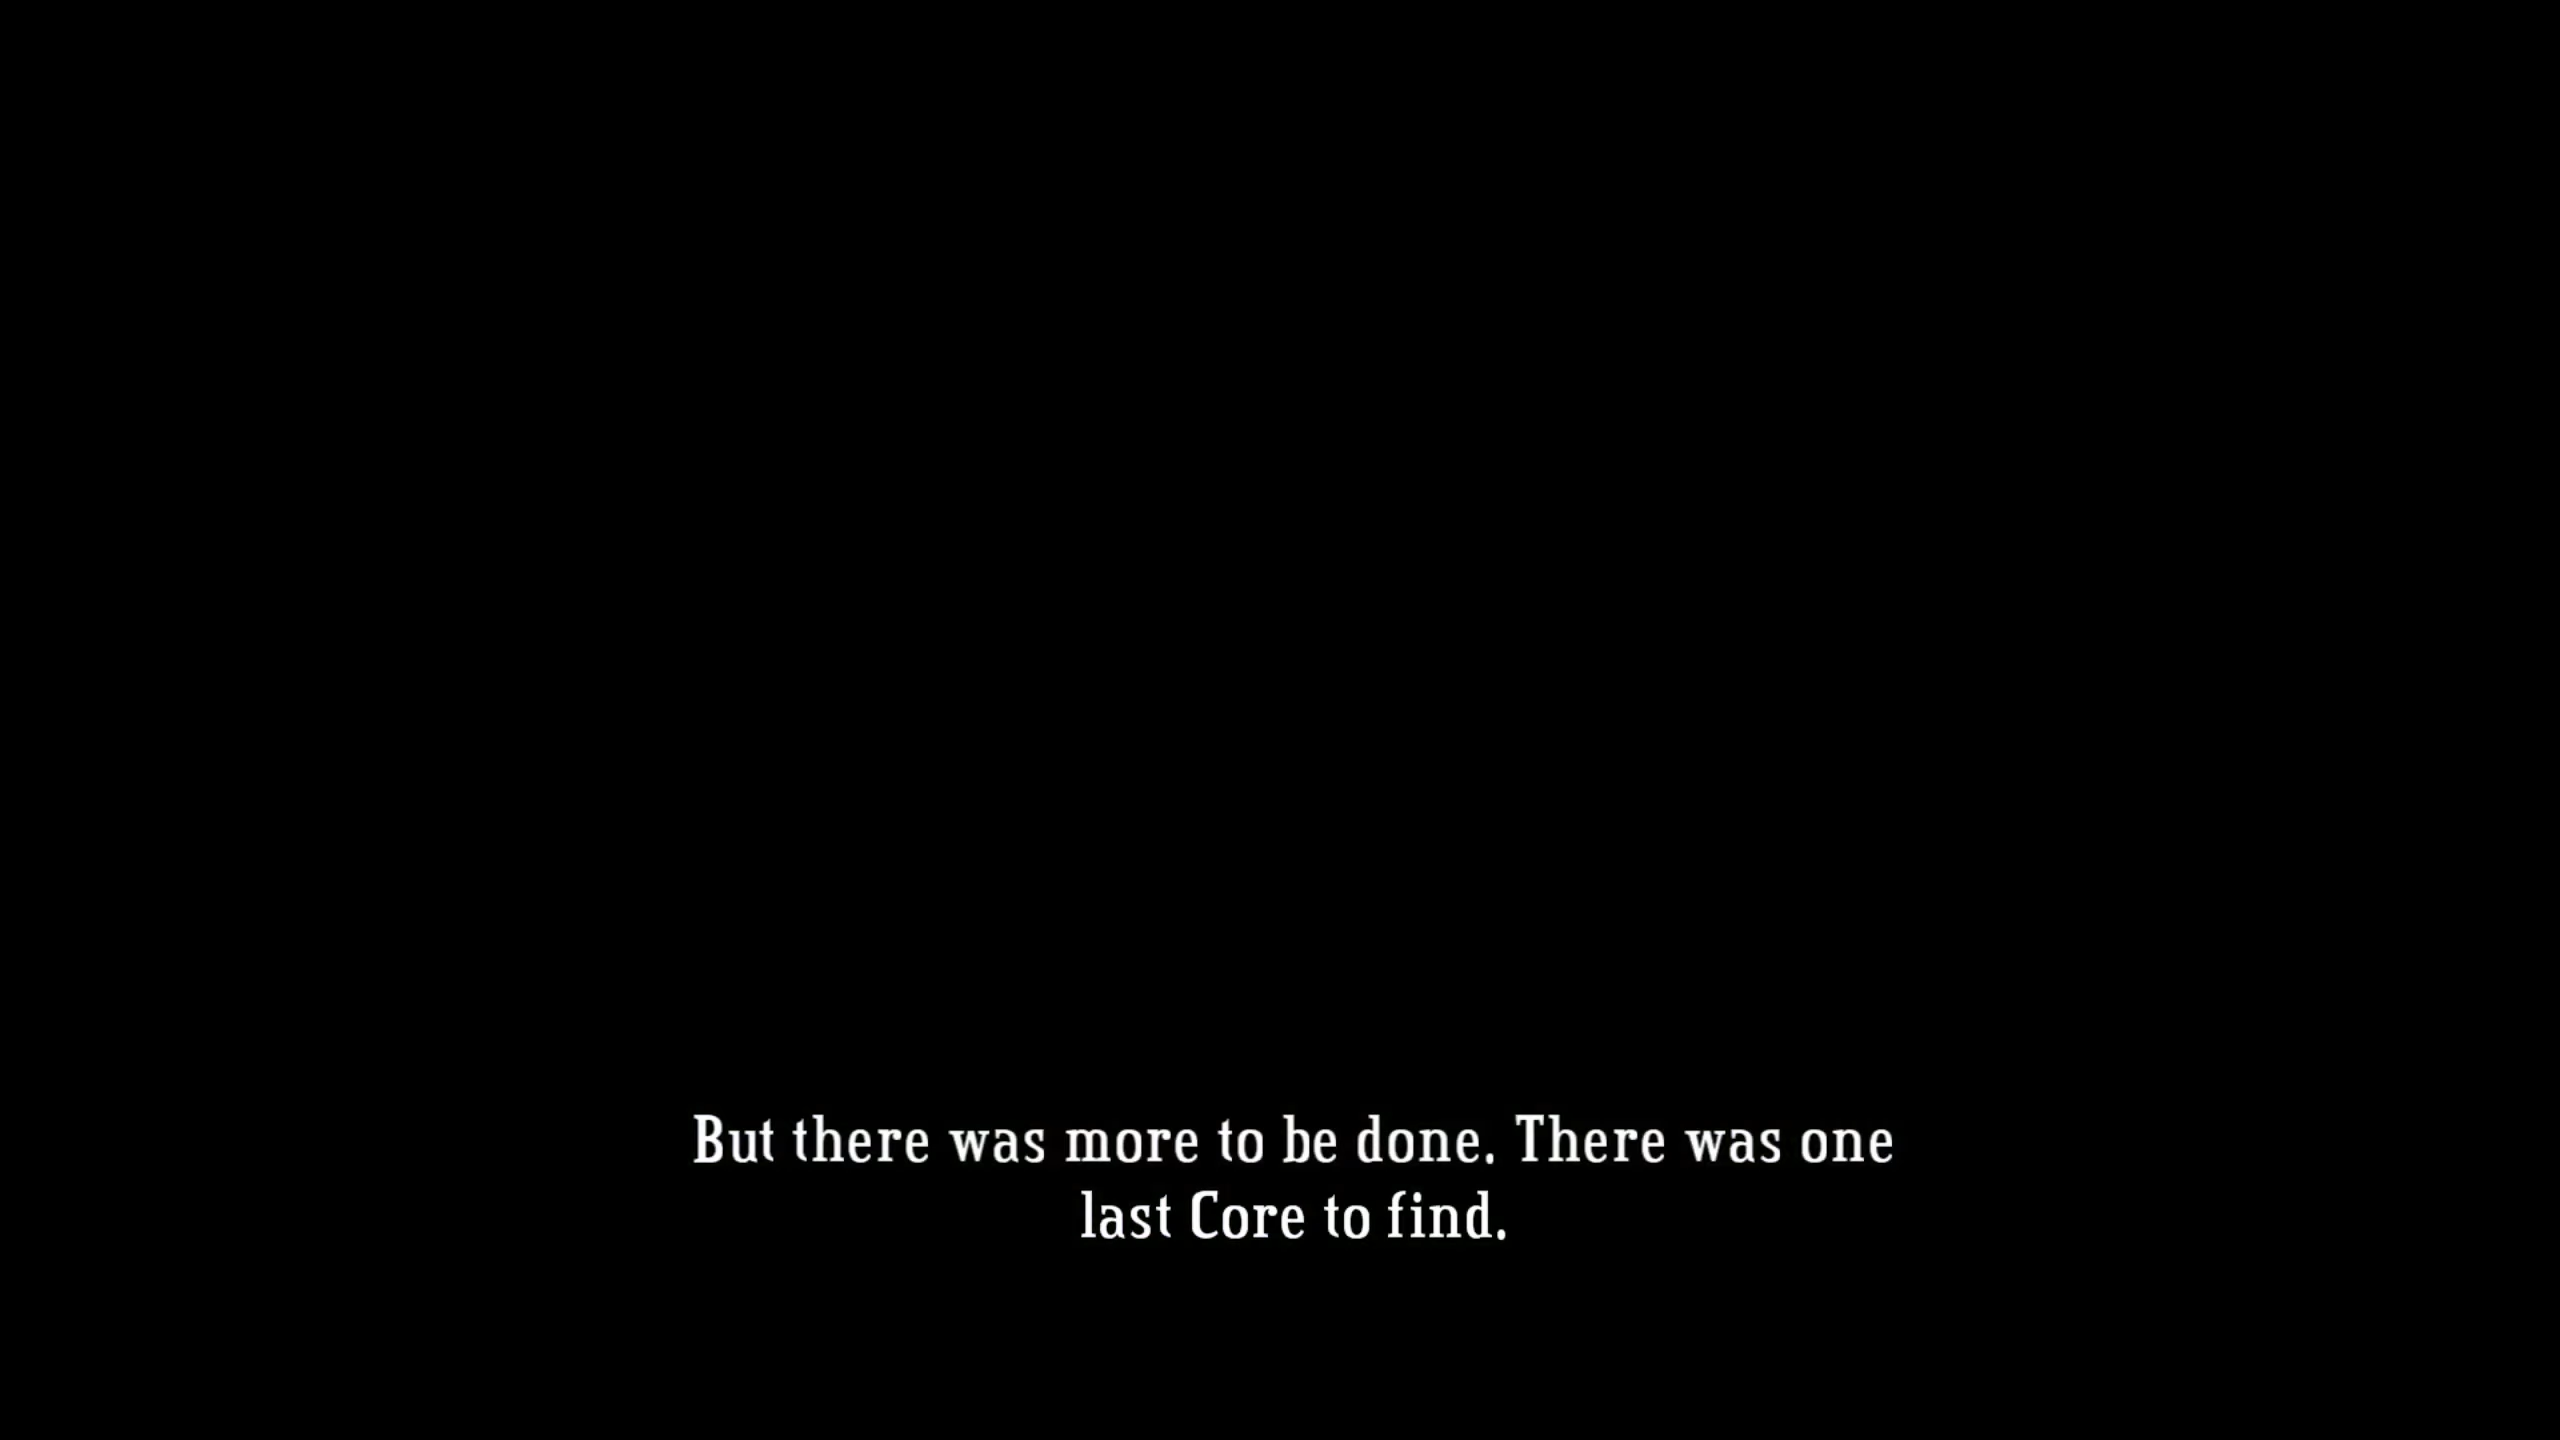 But there was more to be done. There was one
last Core to find.